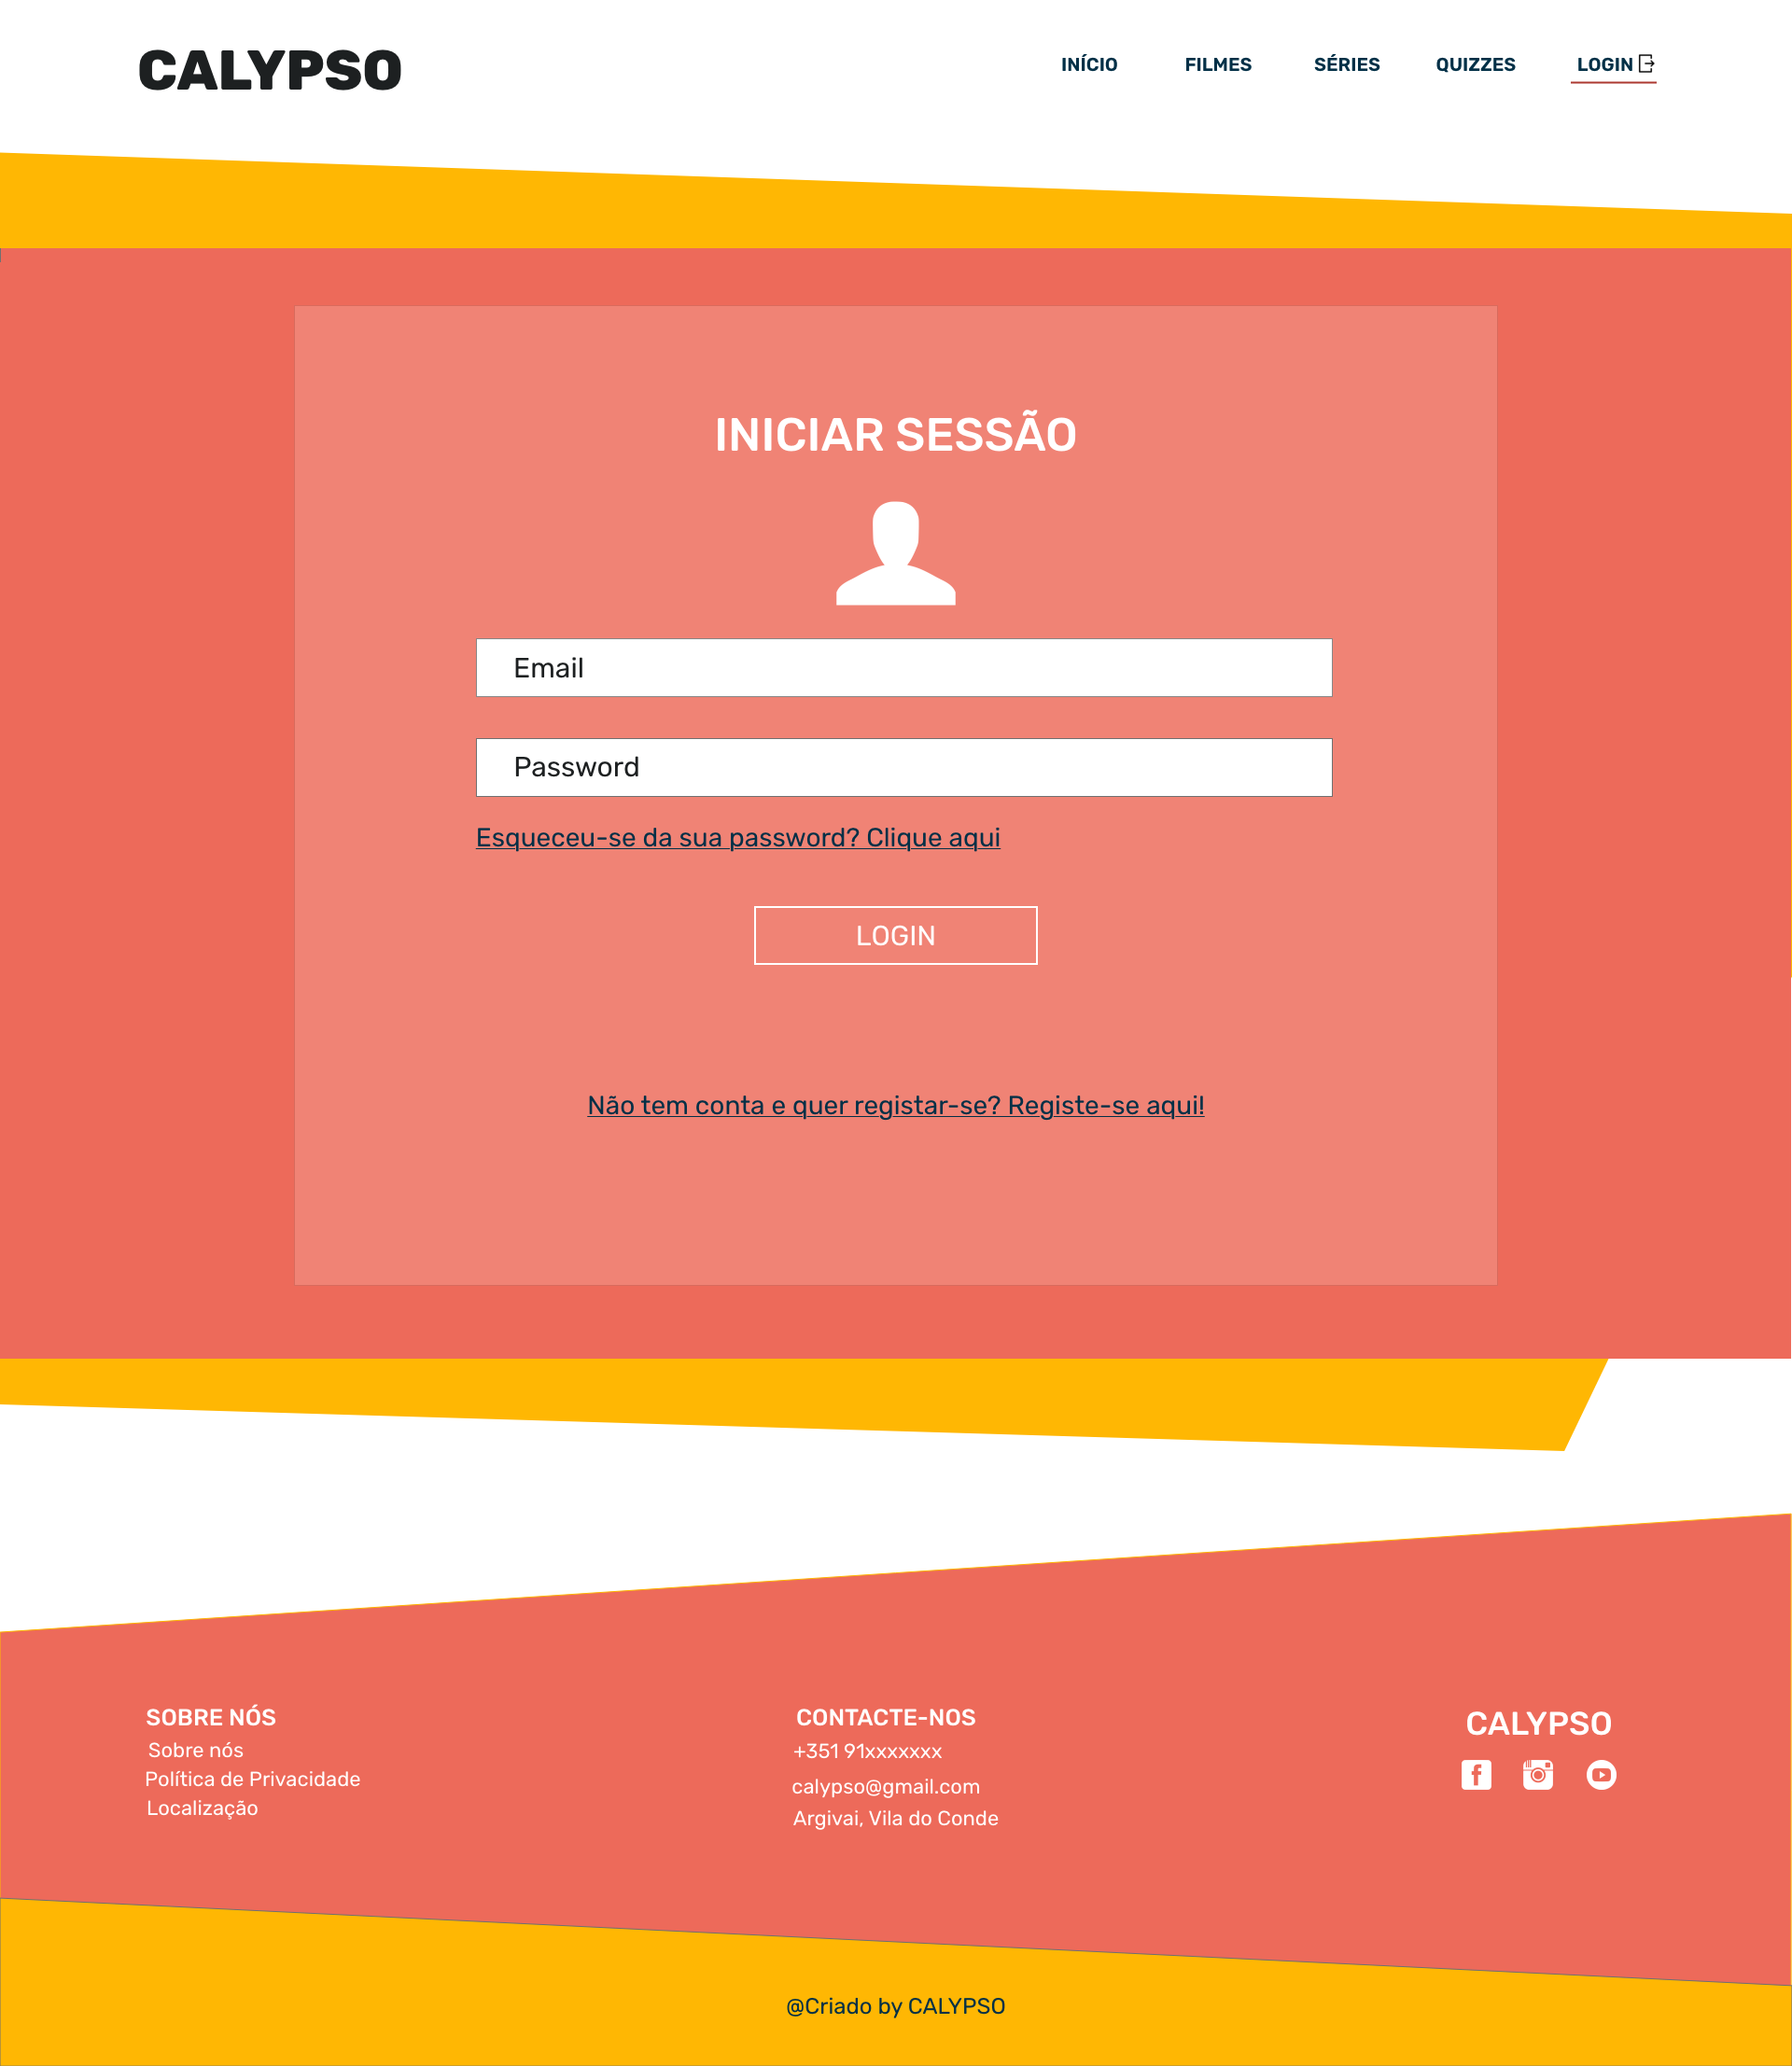 CALYPSO
INÍCIO FILMES SÉRIES QUIZZES LOGIN
INICIAR SESSÃO
Email
Password
Esqueceu-se da sua password? Clique aqui
LOGIN
Não tem conta e quer registar-se? Registe-se aqui!
SOBRE NÓS
Sobre nós
Política de Privacidade
Localização
CONTACTE-NOS
+351 91xxxxxxx
calypso@gmail.com
Argivai, Vila do Conde
CALYPSO
@Criado by CALYPSO